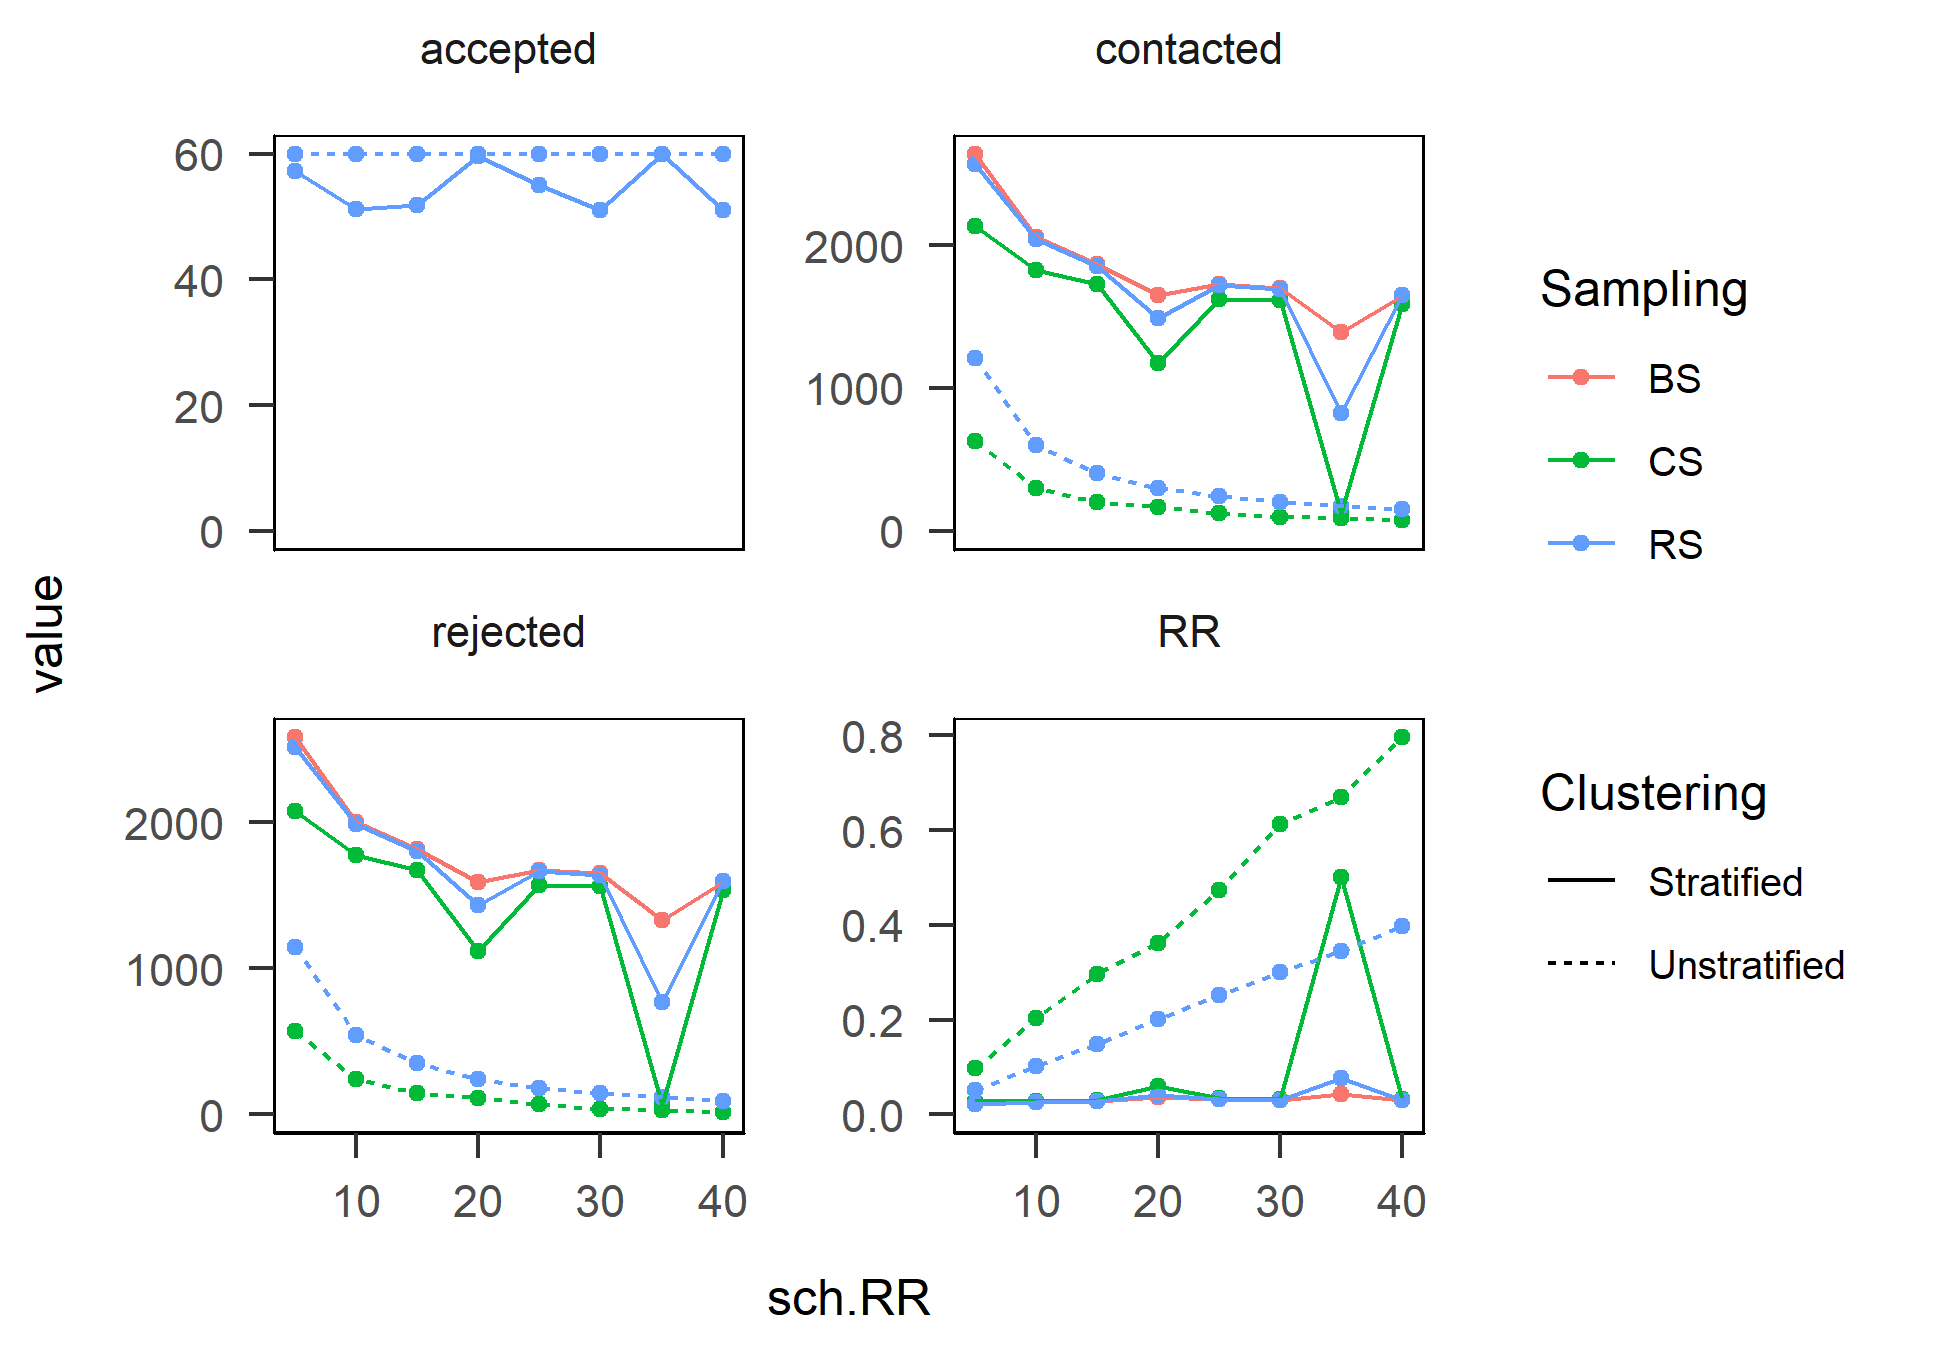 accepted
contacted
60
40
20
0
2000
1000
0
Sampling
BS
CS
RS
value
rejected
RR
2000
1000
0
0.8
0.6
0.4
0.2
0.0
10 20 30 40
10 20 30 40
Clustering
Stratified
Unstratified
sch.RR